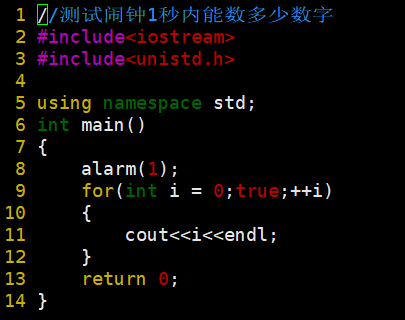 1 //测试闹钟1秒内能数多少数字
2 #include<iostream>
3 #include<unistd.h>
4
5 using namespace std;
6 int main()
7 {
8     alarm(1);
9     for(int i = 0;true;++i)
10     {
11         cout<<i<<endl;
12     }
13     return 0;
14 }